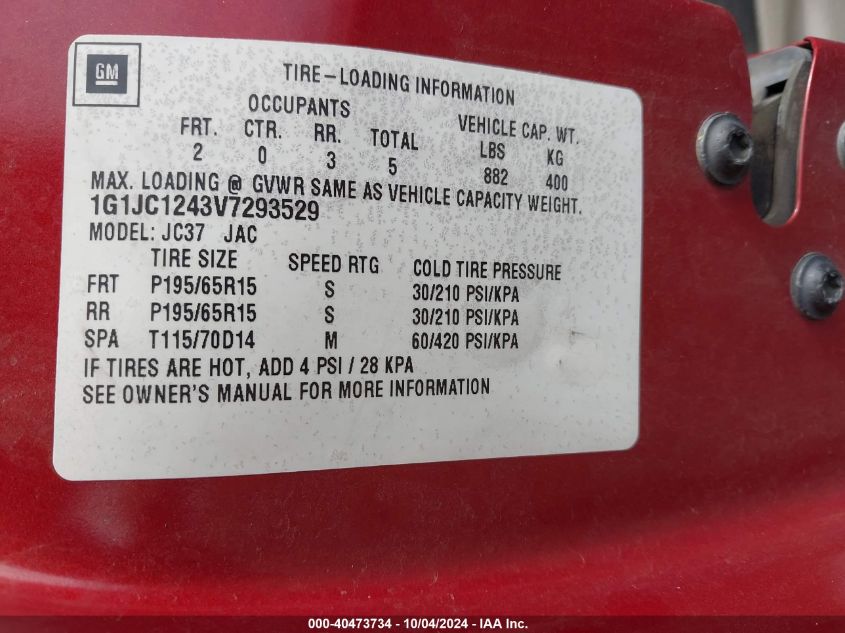 GM
TIRE-LOADING INFORMATION
OCCUPANTS VEHICLE CAP. WT.
FRT. CTR. RR. TOTAL LBS KG
2 0 3 5 882 400
MAX. LOADING @ GVWR SAME AS VEHICLE CAPACITY WEIGHT.
1G1JC1243V7293529
MODEL: JC37 JAC
TIRE SIZE SPEED RTG COLD TIRE PRESSURE
FRT P195/65R15 S 30/210 PSI/KPA
RR P195/65R15 S 30/210 PSI/KPA
SPA T115/70D14 M 60/420 PSI/KPA
IF TIRES ARE HOT, ADD 4 PSI / 28 KPA
SEE OWNER'S MANUAL FOR MORE INFORMATION
000-40473734 - 10/04/2024 - IAA Inc.